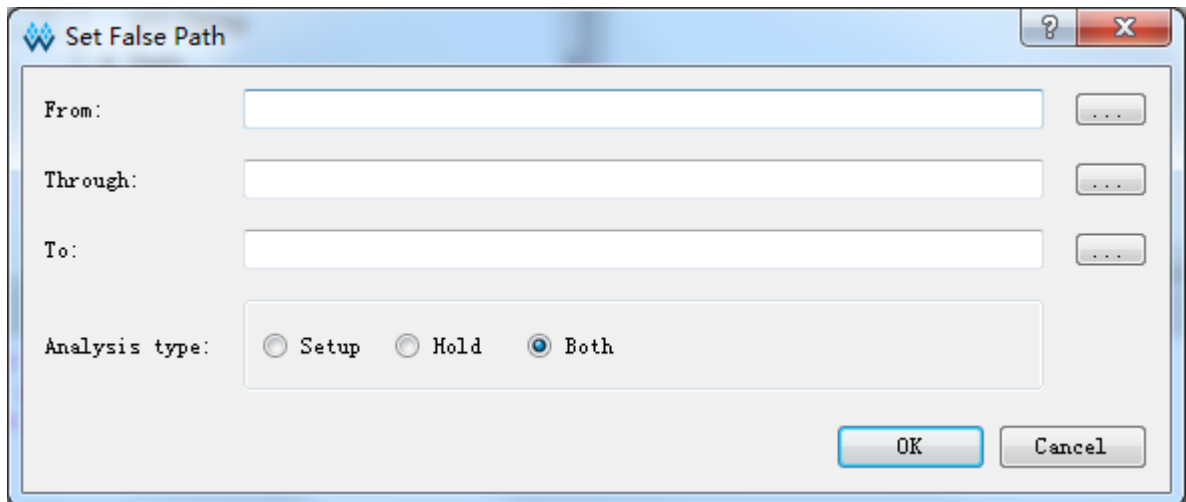 Set False Path
From:
...
Through:
...
To:
...
Analysis type: Setup Hold Both
OK Cancel